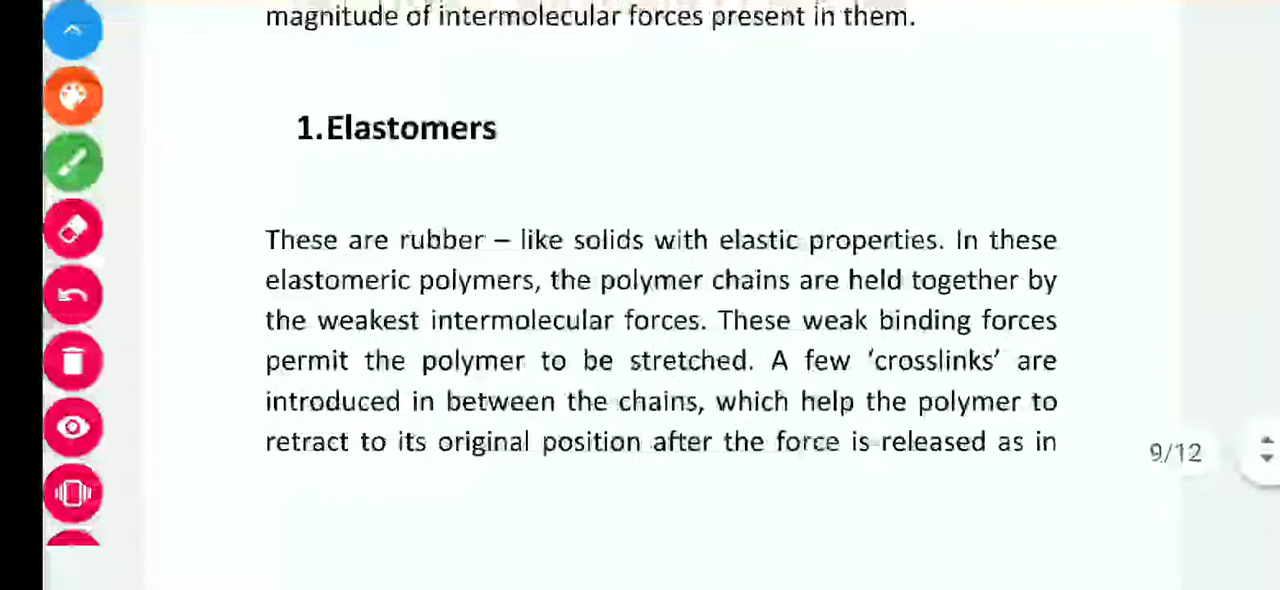 magnitude of intermolecular forces present in them.
1.Elastomers
These are rubber – like solids with elastic properties. In these
elastomeric polymers, the polymer chains are held together by
the weakest intermolecular forces. These weak binding forces
permit the polymer to be stretched. A few ‘crosslinks’ are
introduced in between the chains, which help the polymer to
retract to its original position after the force is released as in
9/12